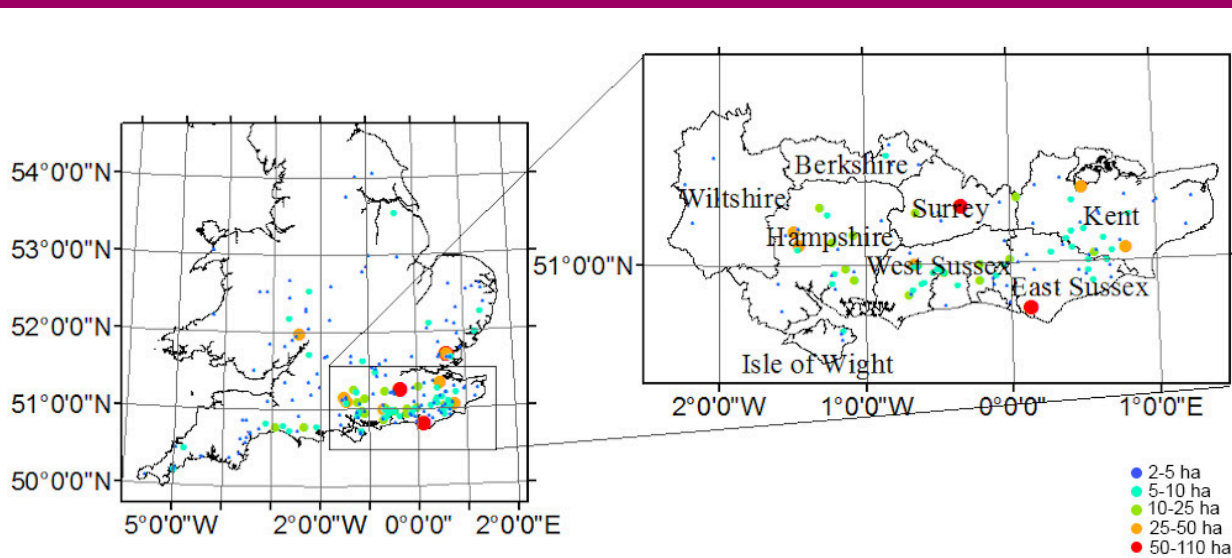 54°0'0"N
53°0'0"N
52°0'0"N
51°0'0"N
50°0'0"N
5°0'0"W 2°0'0"W 0°0'0" 2°0'0"E
Berkshire
Wiltshire
Surrey
Kent
Hampshire
51°0'0"N
West Sussex
East Sussex
Isle of Wight
2°0'0"W 1°0'0"W 0°0'0" 1°0'0"E
2-5 ha
5-10 ha
10-25 ha
25-50 ha
50-110 ha